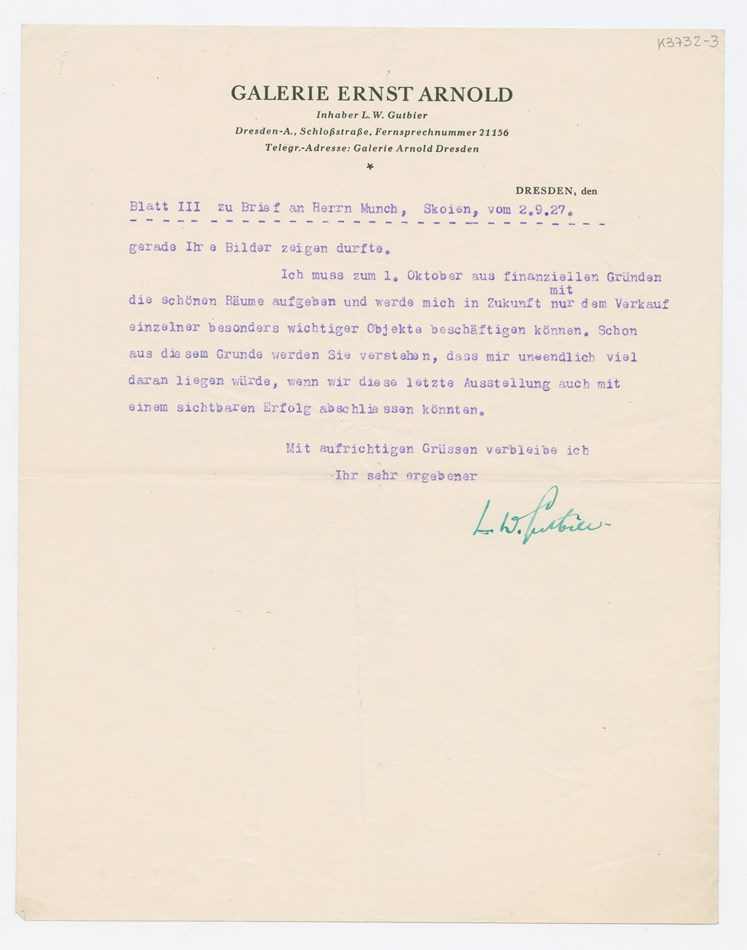 K3732-3
GALERIE ERNST ARNOLD
Inhaber L. W. Gutbier
Dresden-A., Schloßstraße, Fernsprechnummer 21156
Telegr.-Adresse: Galerie Arnold Dresden
*
DRESDEN, den
Blatt III zu Brief an Herrn Munch, Skoien, vom 2.9.27.
gerade Ihre Bilder zeigen durfte.
Ich muss zum 1. Oktober aus finanziellen Gründen
mit
die schönen Räume aufgeben und werde mich in Zukunft nur dem Verkauf
einzelner besonders wichtiger Objekte beschäftigen können. Schon
aus diesem Grunde werden Sie verstehen, dass mir unendlich viel
daran liegen würde, wenn wir diese letzte Ausstellung auch mit
einem sichtbaren Erfolg abschliessen könnten.
Mit aufrichtigen Grüssen verbleibe ich
Ihr sehr ergebener
L. W. Gutbier